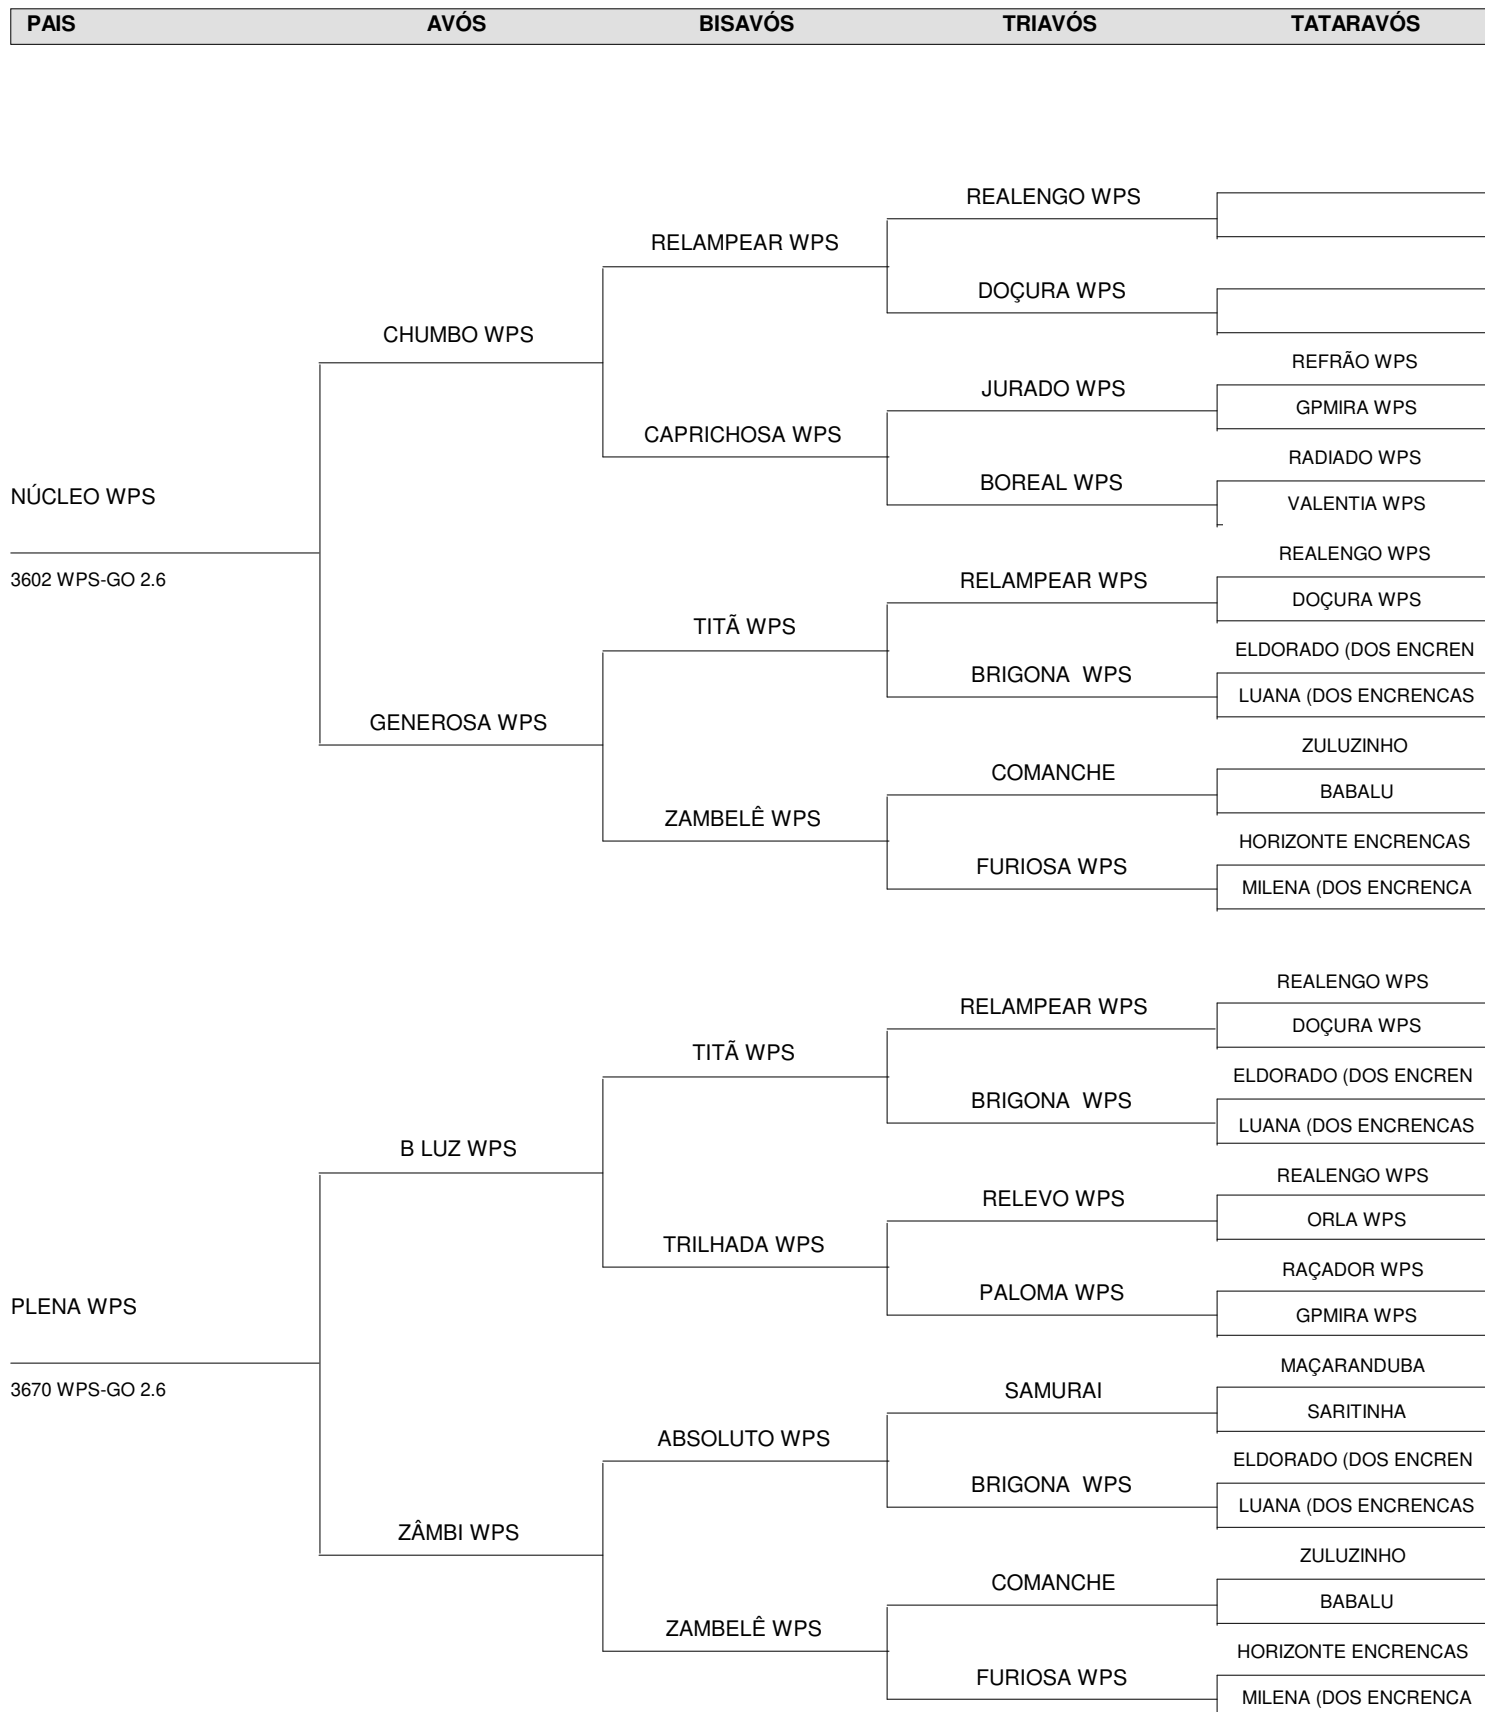 PAIS AVÓS BISAVÓS TRIAVÓS TATARAVÓS
REALENGO WPS
RELAMPEAR WPS
DOÇURA WPS
CHUMBO WPS
REFRÃO WPS
JURADO WPS
GPMIRA WPS
CAPRICHOSA WPS
RADIADO WPS
BOREAL WPS
NÚCLEO WPS
VALENTIA WPS
REALENGO WPS
3602 WPS-GO 2.6
RELAMPEAR WPS
DOÇURA WPS
TITÃ WPS
ELDORADO (DOS ENCREN
BRIGONA  WPS
LUANA (DOS ENCRENCAS
GENEROSA WPS
ZULUZINHO
COMANCHE
BABALU
ZAMBELÊ WPS
HORIZONTE ENCRENCAS
FURIOSA WPS
MILENA (DOS ENCRENCA
REALENGO WPS
RELAMPEAR WPS
DOÇURA WPS
TITÃ WPS
ELDORADO (DOS ENCREN
BRIGONA  WPS
LUANA (DOS ENCRENCAS
B LUZ WPS
REALENGO WPS
RELEVO WPS
ORLA WPS
TRILHADA WPS
RAÇADOR WPS
PALOMA WPS
PLENA WPS
GPMIRA WPS
MAÇARANDUBA
3670 WPS-GO 2.6
SAMURAI
SARITINHA
ABSOLUTO WPS
ELDORADO (DOS ENCREN
BRIGONA  WPS
LUANA (DOS ENCRENCAS
ZÂMBI WPS
ZULUZINHO
COMANCHE
BABALU
ZAMBELÊ WPS
HORIZONTE ENCRENCAS
FURIOSA WPS
MILENA (DOS ENCRENCA